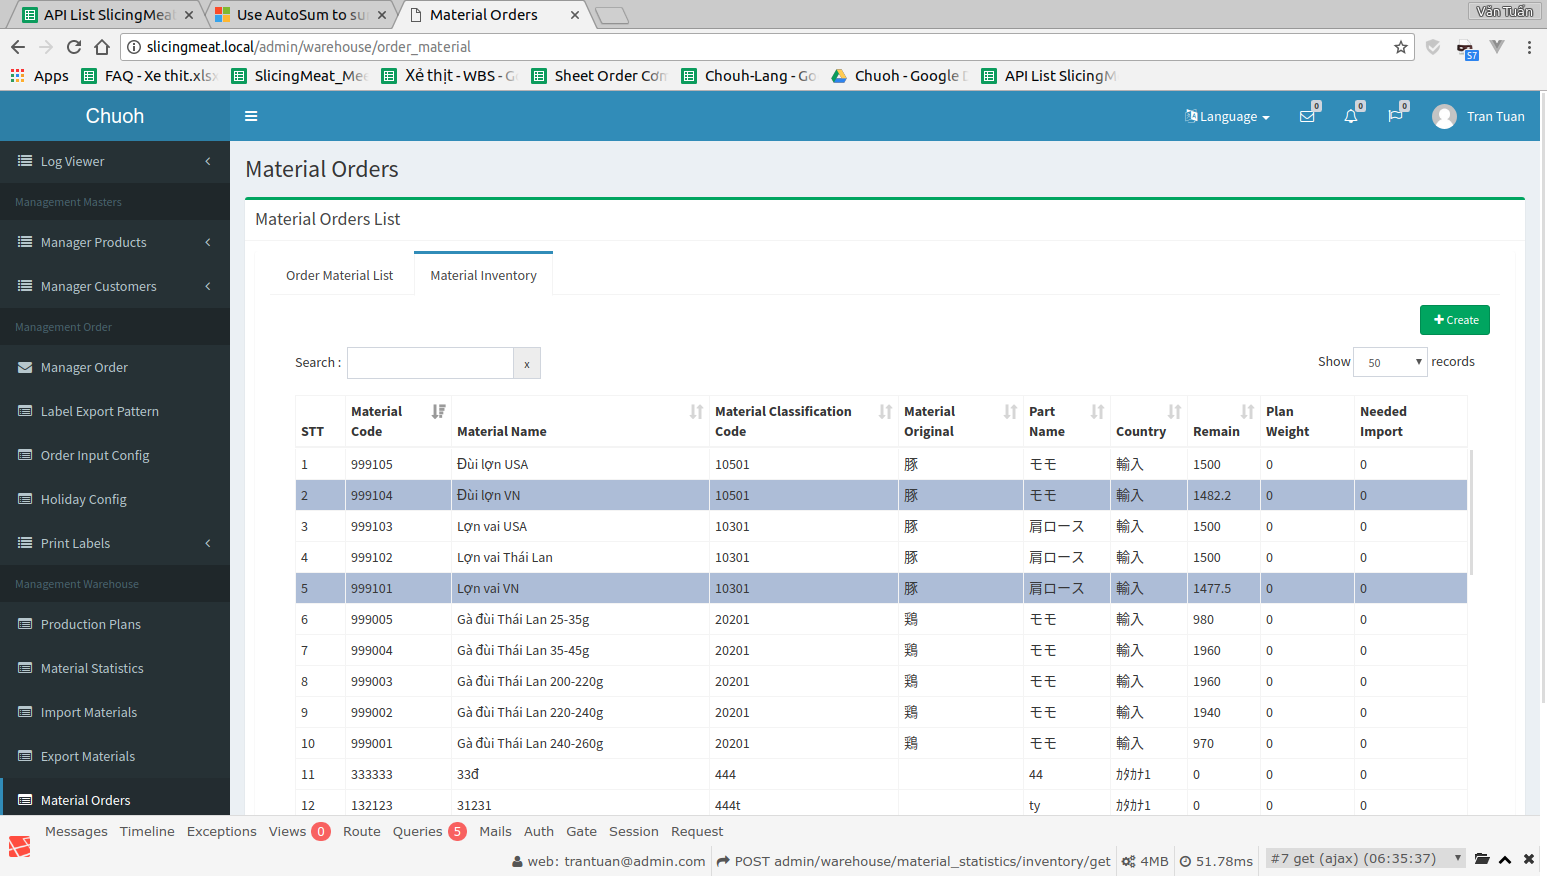 API List SlicingMeat
Use AutoSum to su
Material Orders
Văn Tuấn
slicingmeat.local/admin/warehouse/order_material
57
Apps
FAQ - Xe thit.xlsx
SlicingMeat_Mee
Xẻ thịt - WBS - Go
Sheet Order Cơm
Chouh-Lang - Go
Chuoh - Google D
API List SlicingM
Chuoh
Language
0
0
0
Tran Tuan
Log Viewer
Management Masters
Manager Products
Manager Customers
Management Order
Manager Order
Label Export Pattern
Order Input Config
Holiday Config
Print Labels
Management Warehouse
Production Plans
Material Statistics
Import Materials
Export Materials
Material Orders
Material Orders
Material Orders List
Order Material List
Material Inventory
Create
Search :
x
Show 50 records
STT Material Code Material Name Material Classification Code Material Original Part Name Country Remain Plan Weight Needed Import
1 999105 Đùi lợn USA 10501 豚 モモ 輸入 1500 0 0
2 999104 Đùi lợn VN 10501 豚 モモ 輸入 1482.2 0 0
3 999103 Lợn vai USA 10301 豚 肩ロース 輸入 1500 0 0
4 999102 Lợn vai Thái Lan 10301 豚 肩ロース 輸入 1500 0 0
5 999101 Lợn vai VN 10301 豚 肩ロース 輸入 1477.5 0 0
6 999005 Gà đùi Thái Lan 25-35g 20201 鶏 モモ 輸入 980 0 0
7 999004 Gà đùi Thái Lan 35-45g 20201 鶏 モモ 輸入 1960 0 0
8 999003 Gà đùi Thái Lan 200-220g 20201 鶏 モモ 輸入 1960 0 0
9 999002 Gà đùi Thái Lan 220-240g 20201 鶏 モモ 輸入 1940 0 0
10 999001 Gà đùi Thái Lan 240-260g 20201 鶏 モモ 輸入 970 0 0
11 333333 33đ 444 44 ｶﾀｶﾅ1 0 0 0
12 132123 31231 444t ty ｶﾀｶﾅ1 0 0 0
Messages Timeline Exceptions Views 0 Route Queries 5 Mails Auth Gate Session Request
web: trantuan@admin.com POST admin/warehouse/material_statistics/inventory/get 4MB 51.78ms #7 get (ajax) (06:35:37)